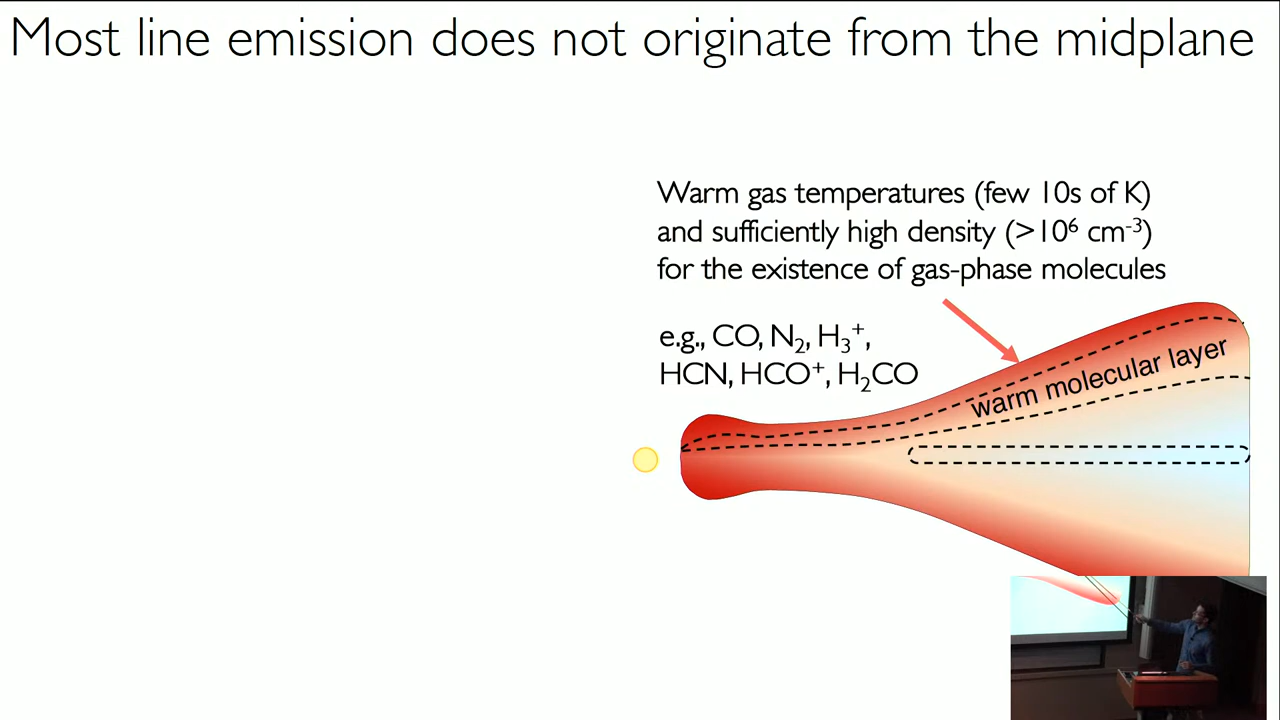 Most line emission does not originate from the midplane
Warm gas temperatures (few 10s of K)
and sufficiently high density (>10⁶ cm⁻³)
for the existence of gas-phase molecules
e.g., CO, N₂, H₃⁺,
HCN, HCO⁺, H₂CO
warm molecular layer